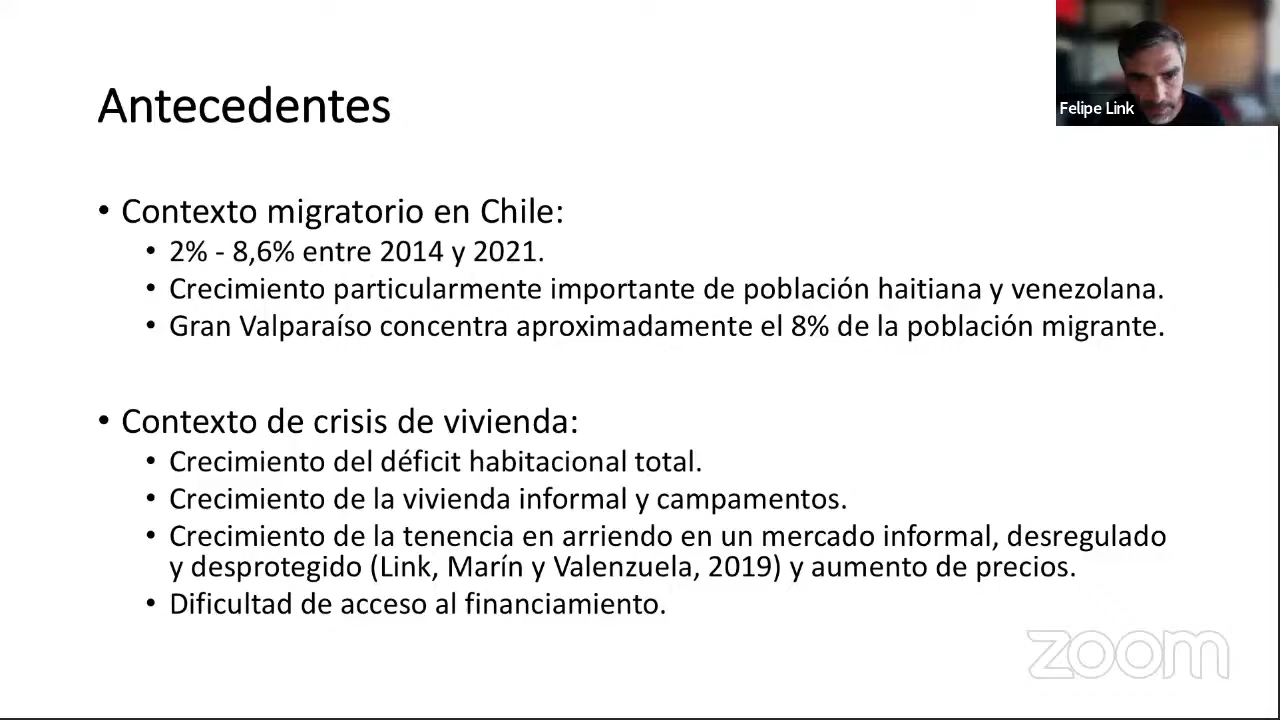 Antecedentes
Felipe Link
• Contexto migratorio en Chile:
• 2% - 8,6% entre 2014 y 2021.
• Crecimiento particularmente importante de población haitiana y venezolana.
• Gran Valparaíso concentra aproximadamente el 8% de la población migrante.
• Contexto de crisis de vivienda:
• Crecimiento del déficit habitacional total.
• Crecimiento de la vivienda informal y campamentos.
• Crecimiento de la tenencia en arriendo en un mercado informal, desregulado
y desprotegido (Link, Marín y Valenzuela, 2019) y aumento de precios.
• Dificultad de acceso al financiamiento.
zoom